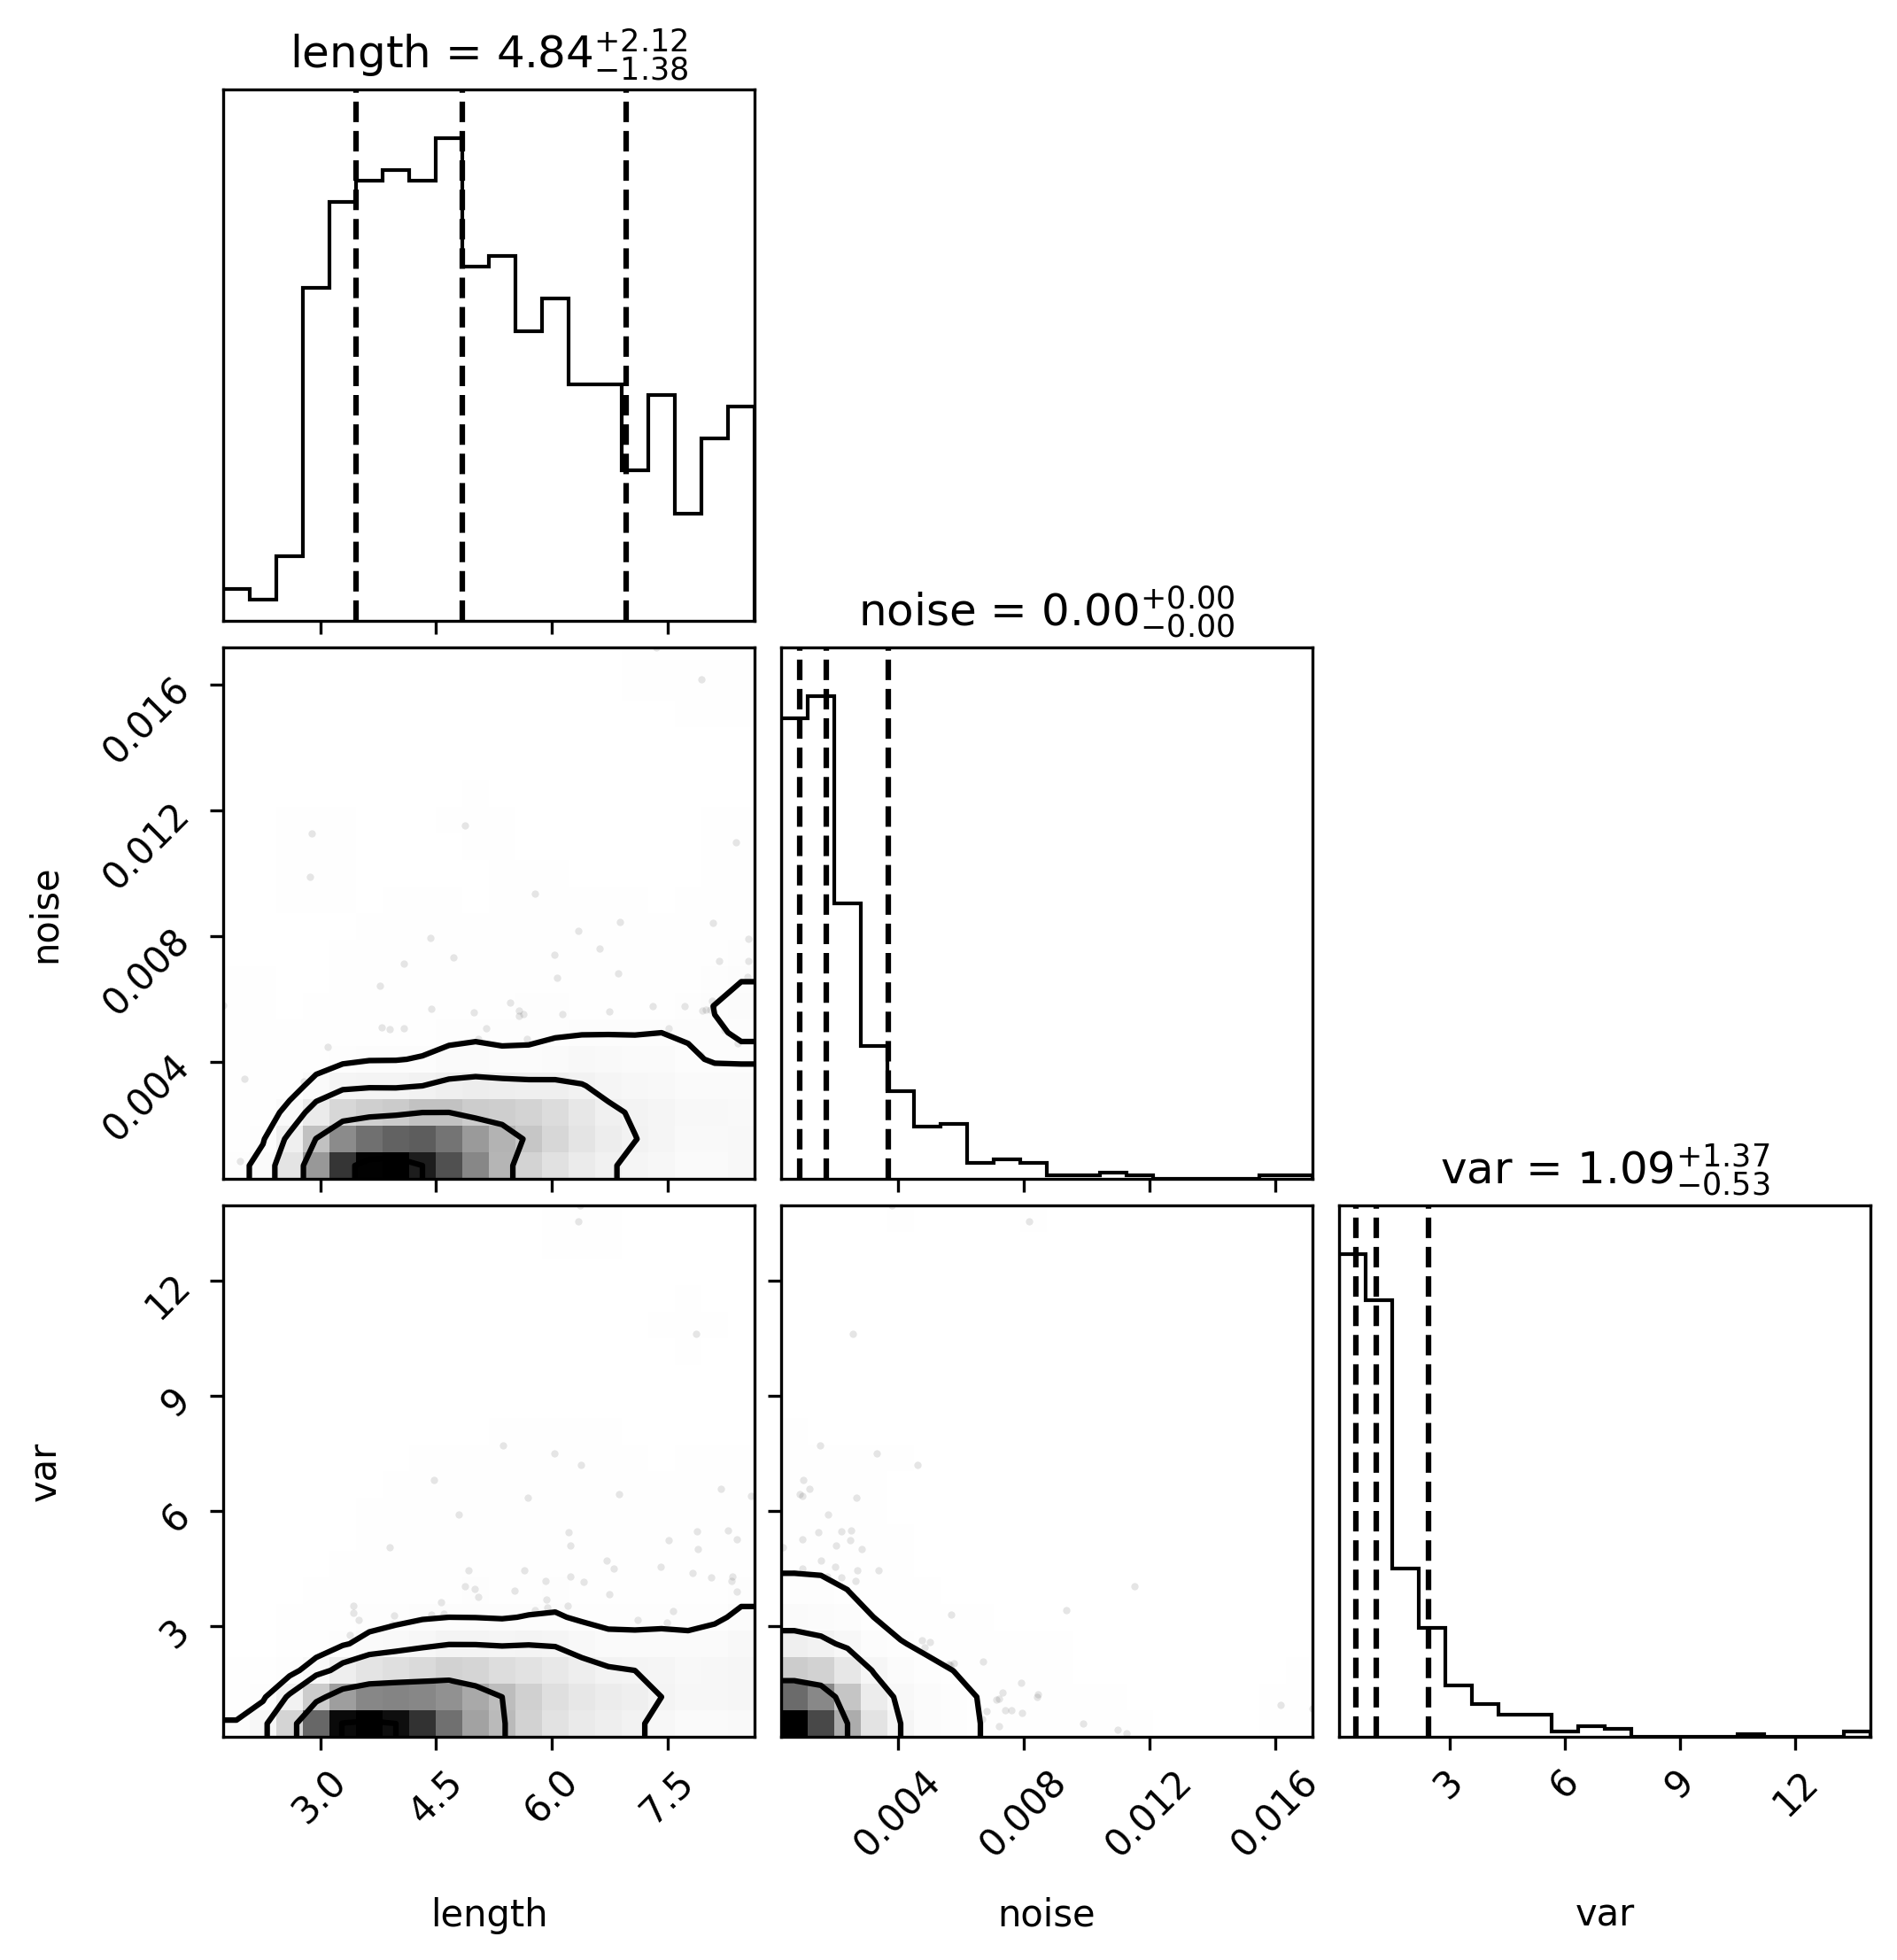 length = 4.84+2.12−1.38
noise = 0.00+0.00−0.00
0.016
0.012
0.008
0.004
noise
var = 1.09+1.37−0.53
12
9
6
3
var
3.0 4.5 6.0 7.5 0.004 0.008 0.012 0.016 3 6 9 12
length noise var